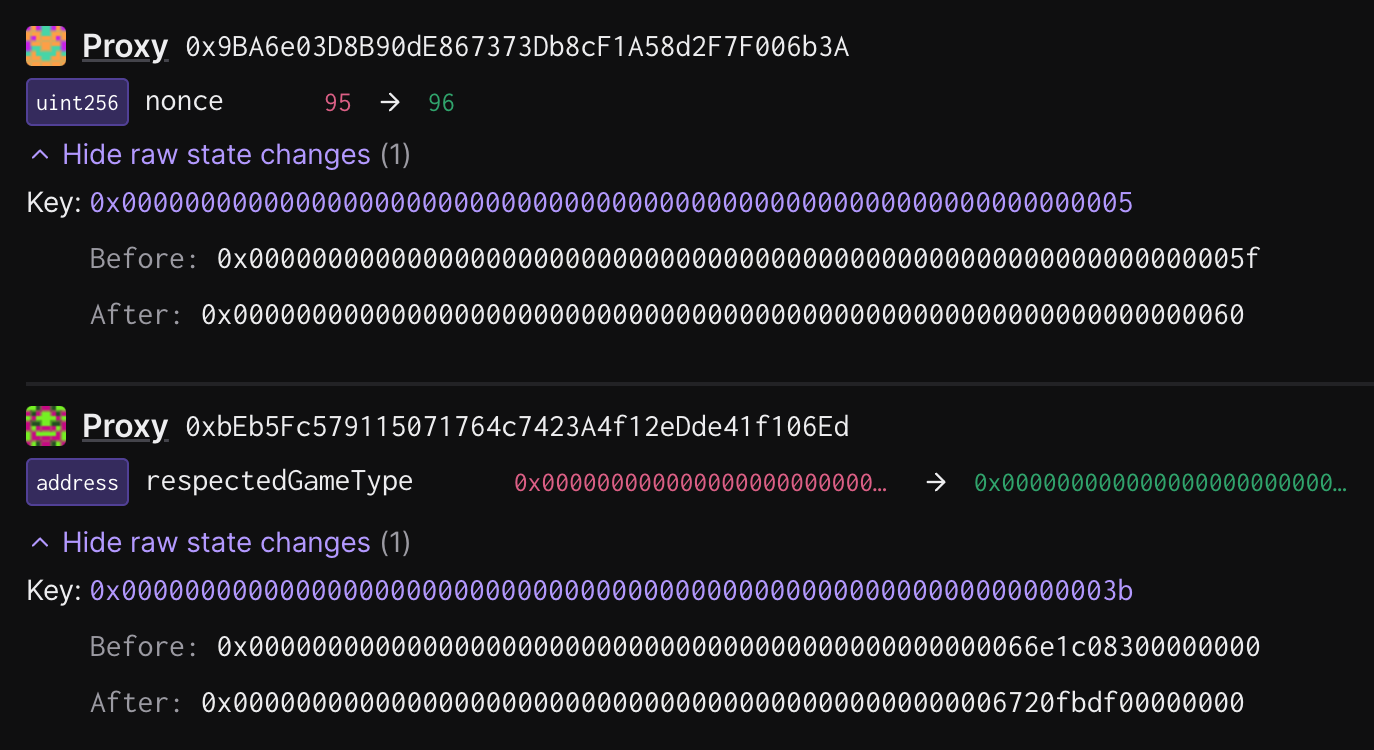 Proxy 0x9BA6e03D8B90dE867373Db8cF1A58d2F7F006b3A
uint256 nonce 95 → 96
Hide raw state changes (1)
Key: 0x0000000000000000000000000000000000000000000000000000000000000005
Before: 0x000000000000000000000000000000000000000000000000000000000000005f
After: 0x0000000000000000000000000000000000000000000000000000000000000060
Proxy 0xbEb5Fc579115071764c7423A4f12eDde41f106Ed
address respectedGameType 0x000000000000000000000000… → 0x000000000000000000000000…
Hide raw state changes (1)
Key: 0x000000000000000000000000000000000000000000000000000000000000003b
Before: 0x00000000000000000000000000000000000000000000000066e1c08300000000
After: 0x0000000000000000000000000000000000000000000000006720fbdf00000000